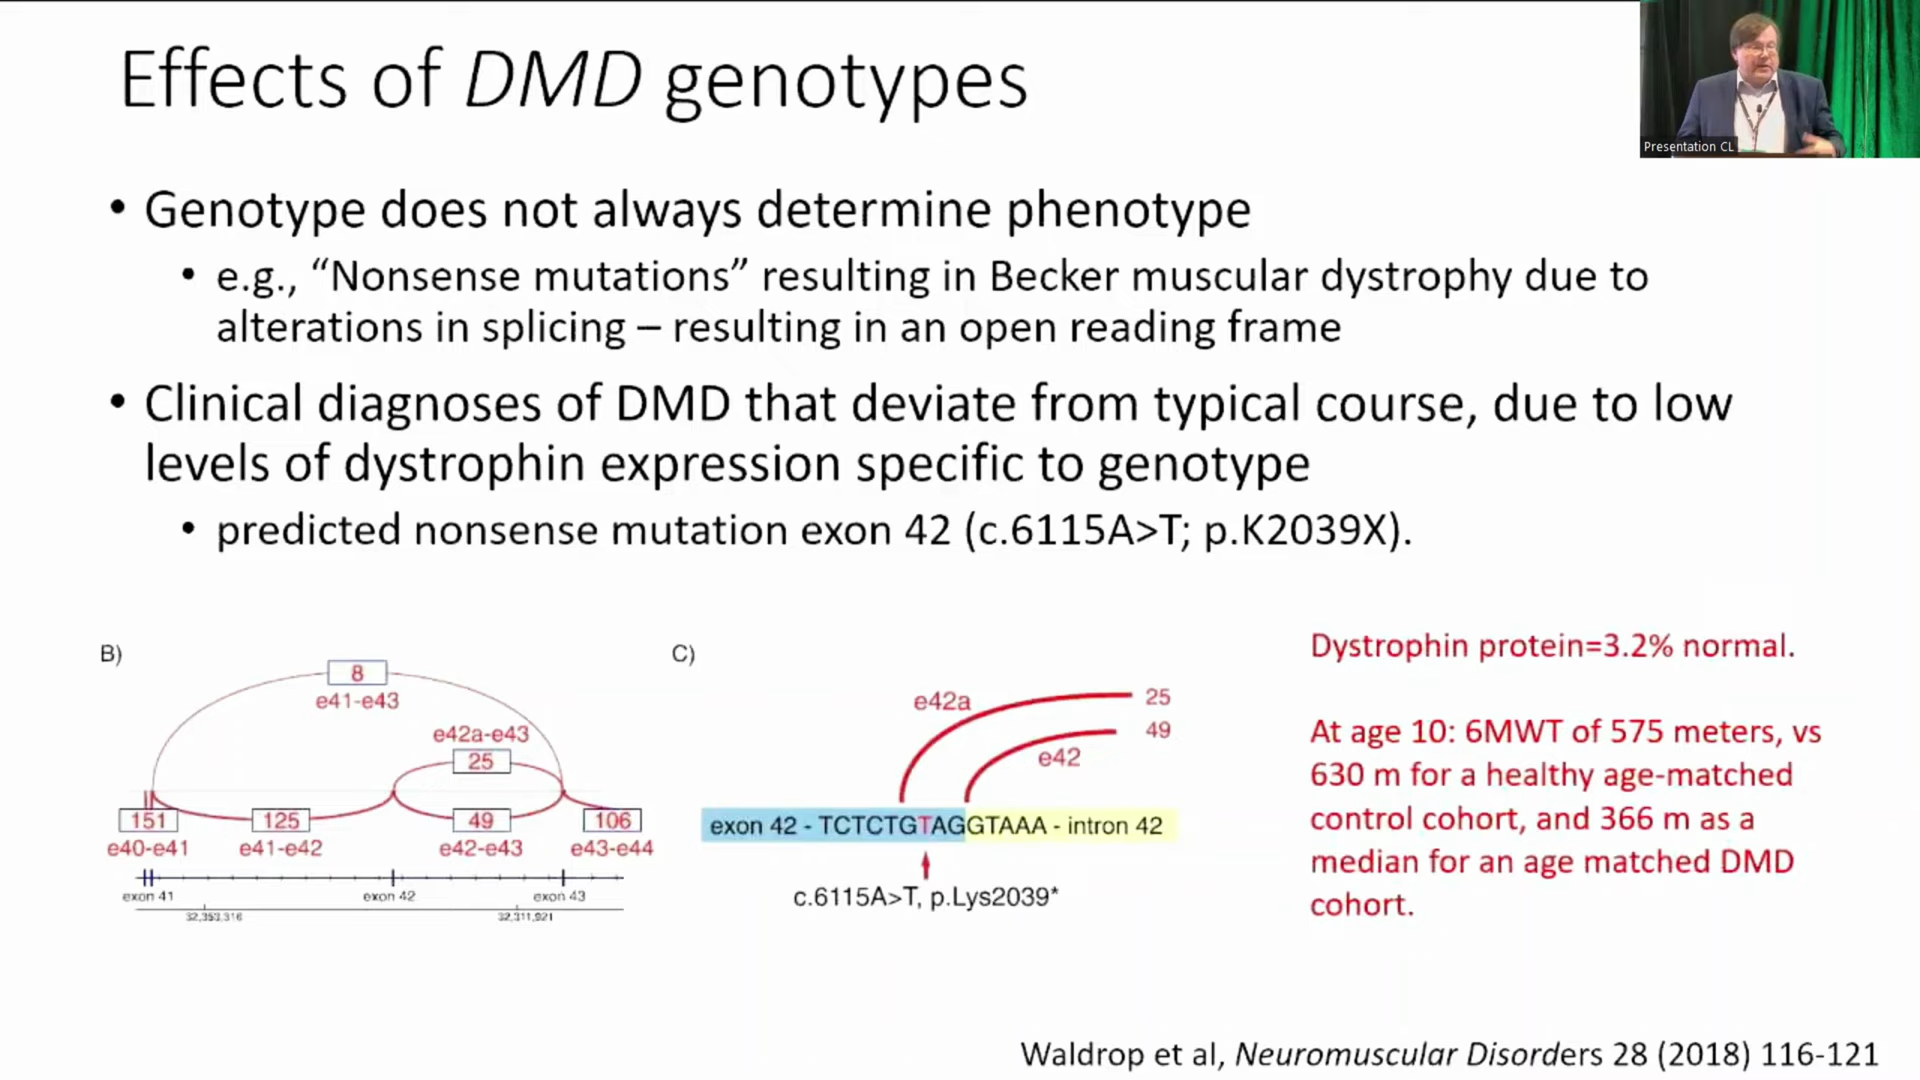 Effects of DMD genotypes
Presentation CL
• Genotype does not always determine phenotype
• e.g., “Nonsense mutations” resulting in Becker muscular dystrophy due to
alterations in splicing – resulting in an open reading frame
• Clinical diagnoses of DMD that deviate from typical course, due to low
levels of dystrophin expression specific to genotype
• predicted nonsense mutation exon 42 (c.6115A>T; p.K2039X).
B)
8
e41-e43
e42a-e43
25
151
125
49
106
e40-e41
e41-e42
e42-e43
e43-e44
exon 41
exon 42
exon 43
32,353,316
32,311,921
C)
e42a
25
49
e42
exon 42 - TCTCTGTAGGTAAA - intron 42
c.6115A>T, p.Lys2039*
Dystrophin protein=3.2% normal.
At age 10: 6MWT of 575 meters, vs
630 m for a healthy age-matched
control cohort, and 366 m as a
median for an age matched DMD
cohort.
Waldrop et al, Neuromuscular Disorders 28 (2018) 116-121